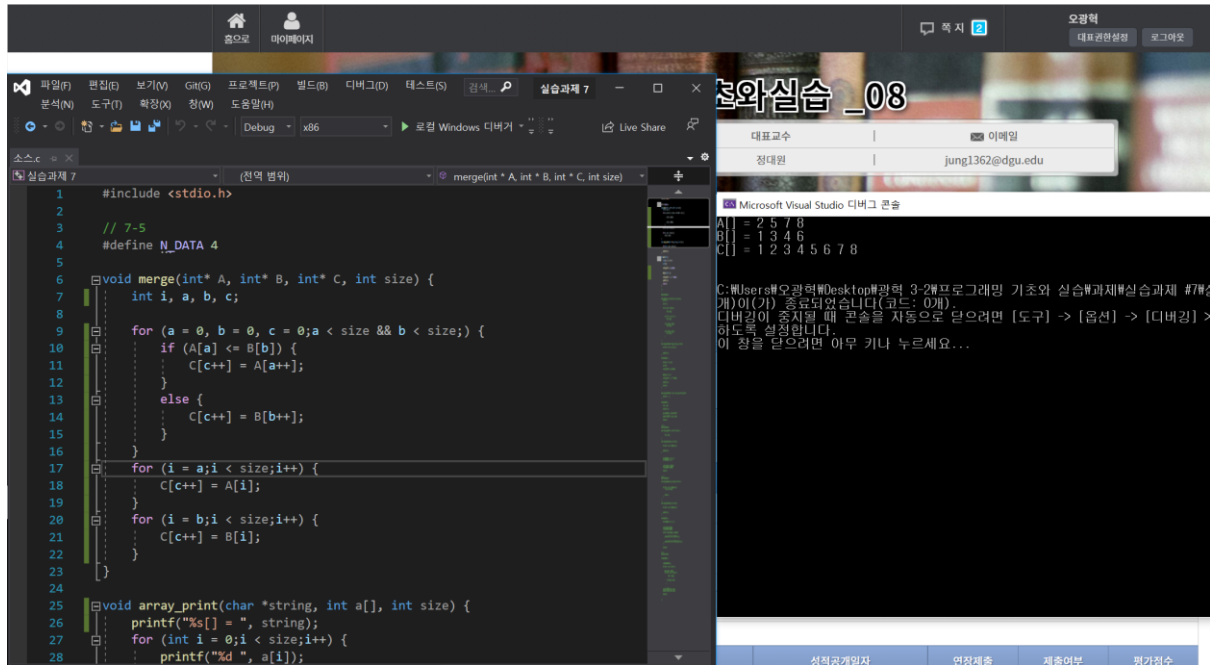 홈으로 마이페이지 쪽 지 2 오광혁
대표권한설정 로그아웃
초와실습 _08
대표교수 이메일
정대원 jung1362@dgu.edu
파일(F) 편집(E) 보기(V) Git(G) 프로젝트(P) 빌드(B) 디버그(D) 테스트(S) 검색... 실습과제 7
분석(N) 도구(T) 확장(X) 창(W) 도움말(H)
Debug x86 로컬 Windows 디버거 Live Share
소스.c
실습과제 7 (전역 범위) merge(int * A, int * B, int * C, int size)
1 #include <stdio.h>
2
3 // 7-5
4 #define N_DATA 4
5
6 void merge(int* A, int* B, int* C, int size) {
7 int i, a, b, c;
8
9 for (a = 0, b = 0, c = 0;a < size && b < size;) {
10 if (A[a] <= B[b]) {
11 C[c++] = A[a++];
12 }
13 else {
14 C[c++] = B[b++];
15 }
16 }
17 for (i = a;i < size;i++) {
18 C[c++] = A[i];
19 }
20 for (i = b;i < size;i++) {
21 C[c++] = B[i];
22 }
23 }
24
25 void array_print(char *string, int a[], int size) {
26 printf("%s[] = ", string);
27 for (int i = 0;i < size;i++) {
28 printf("%d ", a[i]);
Microsoft Visual Studio 디버그 콘솔
A[] = 2 5 7 8
B[] = 1 3 4 6
C[] = 1 2 3 4 5 6 7 8
C:₩Users₩오광혁₩Desktop₩광혁 3-2₩프로그래밍 기초와 실습₩과제₩실습과제 #7₩
개)이(가) 종료되었습니다(코드: 0개).
디버깅이 중지될 때 콘솔을 자동으로 닫으려면 [도구] -> [옵션] -> [디버깅] >
하도록 설정합니다.
이 창을 닫으려면 아무 키나 누르세요...
성적공개일자 연장제출 제출여부 평가점수